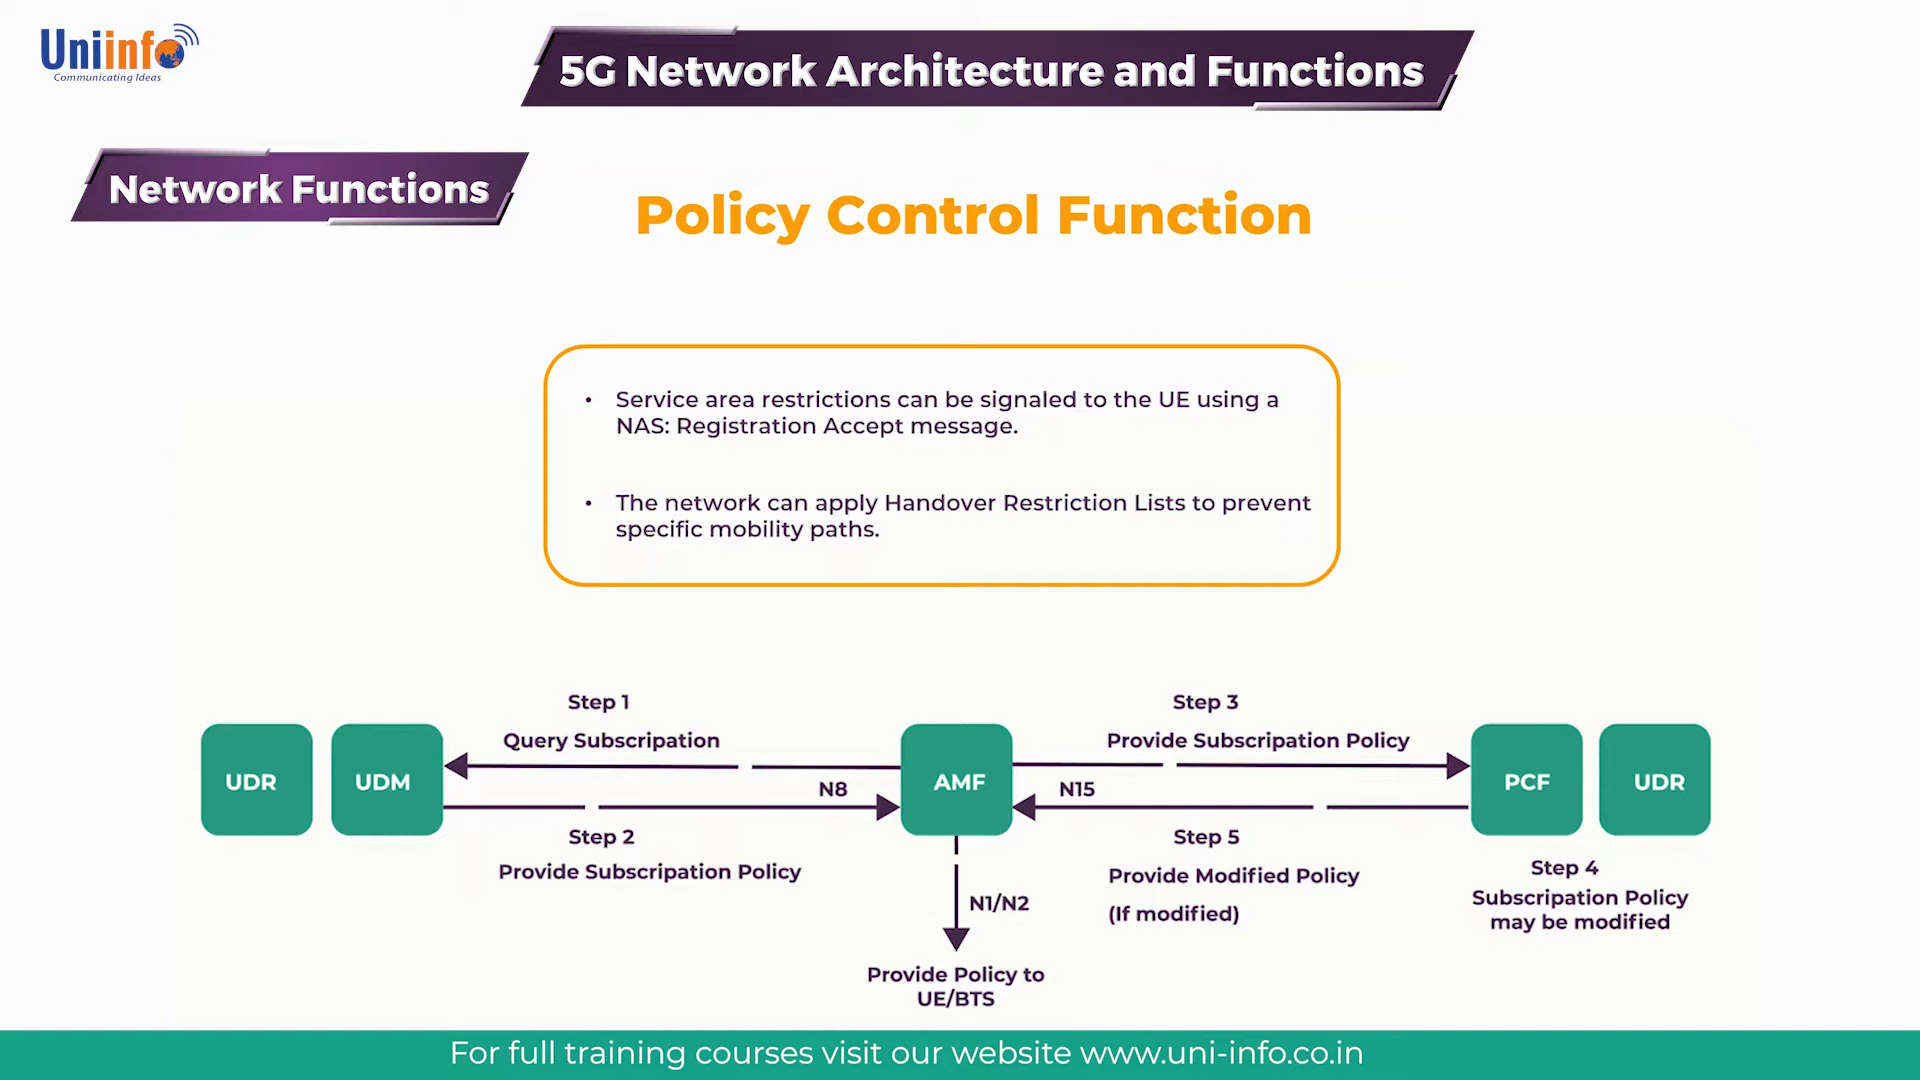 Uniinfo
Communicating Ideas
5G Network Architecture and Functions
Network Functions
Policy Control Function
• Service area restrictions can be signaled to the UE using a
NAS: Registration Accept message.
• The network can apply Handover Restriction Lists to prevent
specific mobility paths.
Step 1
Query Subscripation
Step 3
Provide Subscripation Policy
UDR
UDM
N8
AMF
N15
PCF
UDR
Step 2
Provide Subscripation Policy
Step 5
Provide Modified Policy
(If modified)
Step 4
Subscripation Policy
may be modified
N1/N2
Provide Policy to
UE/BTS
For full training courses visit our website www.uni-info.co.in